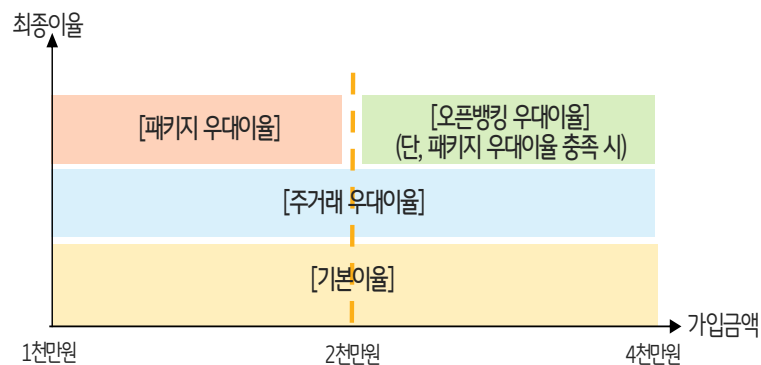 최종이율
[패키지 우대이율]
[오픈뱅킹 우대이율]
(단, 패키지 우대이율 충족 시)
[주거래 우대이율]
[기본이율]
가입금액
1천만원
2천만원
4천만원